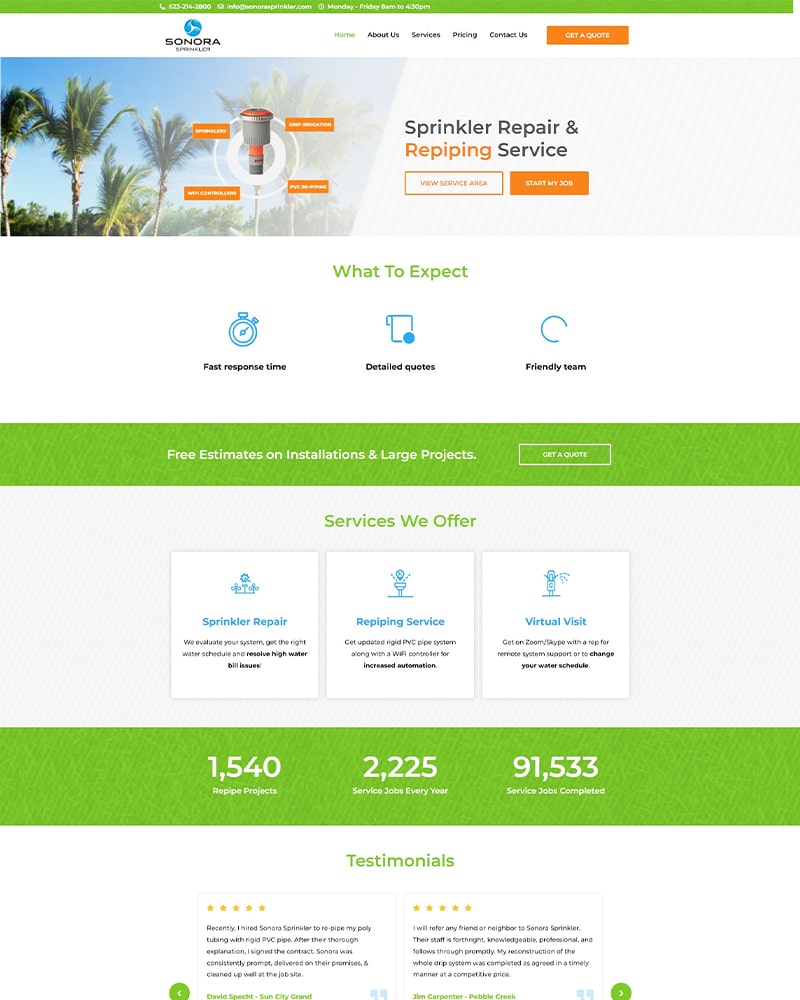 623-214-2800 info@sonorasprinkler.com Monday - Friday 8am to 4:30pm
SONORA
SPRINKLER
Home About Us Services Pricing Contact Us GET A QUOTE
SPRINKLERS
DRIP IRRIGATION
WIFI CONTROLLERS
PVC RE-PIPING
Sprinkler Repair &
Repiping Service
VIEW SERVICE AREA START MY JOB
What To Expect
Fast response time Detailed quotes Friendly team
Free Estimates on Installations & Large Projects. GET A QUOTE
Services We Offer
Sprinkler Repair
We evaluate your system, get the right
water schedule and resolve high water
bill issues!
Repiping Service
Get updated rigid PVC pipe system
along with a WiFi controller for
increased automation.
Virtual Visit
Get on Zoom/Skype with a rep for
remote system support or to change
your water schedule.
1,540
Repipe Projects
2,225
Service Jobs Every Year
91,533
Service Jobs Completed
Testimonials
Recently, I hired Sonora Sprinkler to re-pipe my poly
tubing with rigid PVC pipe. After their thorough
explanation, I signed the contract. Sonora was
consistently prompt, delivered on their promises, &
cleaned up well at the job site.
David Specht - Sun City Grand
I will refer any friend or neighbor to Sonora Sprinkler.
Their staff is forthright, knowledgeable, professional, and
follows through promptly. My reconstruction of the
whole drip system was completed as agreed in a timely
manner at a competitive price.
Jim Carpenter - Pebble Creek